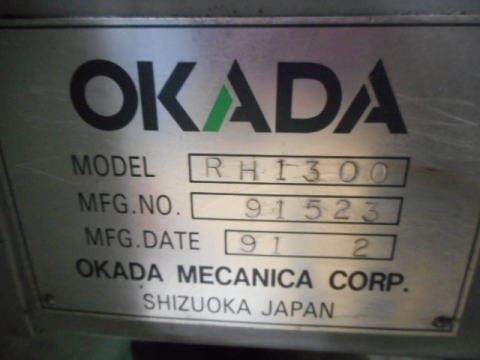 OKADA
MODEL RH1300
MFG.NO. 91523
MFG.DATE 91 2
OKADA MECANICA CORP.
SHIZUOKA JAPAN